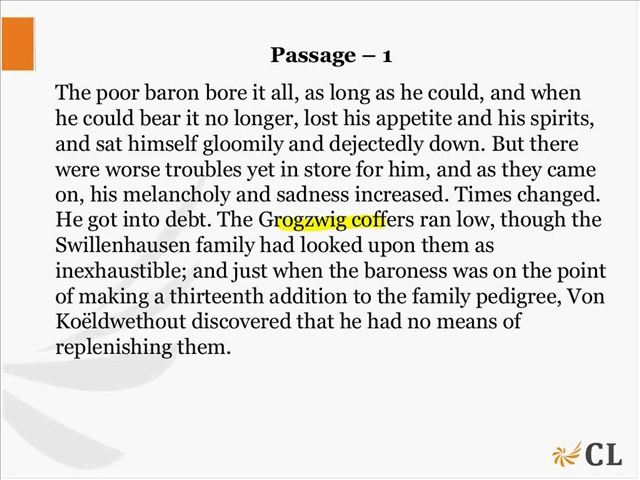 Passage – 1
The poor baron bore it all, as long as he could, and when
he could bear it no longer, lost his appetite and his spirits,
and sat himself gloomily and dejectedly down. But there
were worse troubles yet in store for him, and as they came
on, his melancholy and sadness increased. Times changed.
He got into debt. The Grogzwig coffers ran low, though the
Swillenhausen family had looked upon them as
inexhaustible; and just when the baroness was on the point
of making a thirteenth addition to the family pedigree, Von
Koëldwethout discovered that he had no means of
replenishing them.
CL